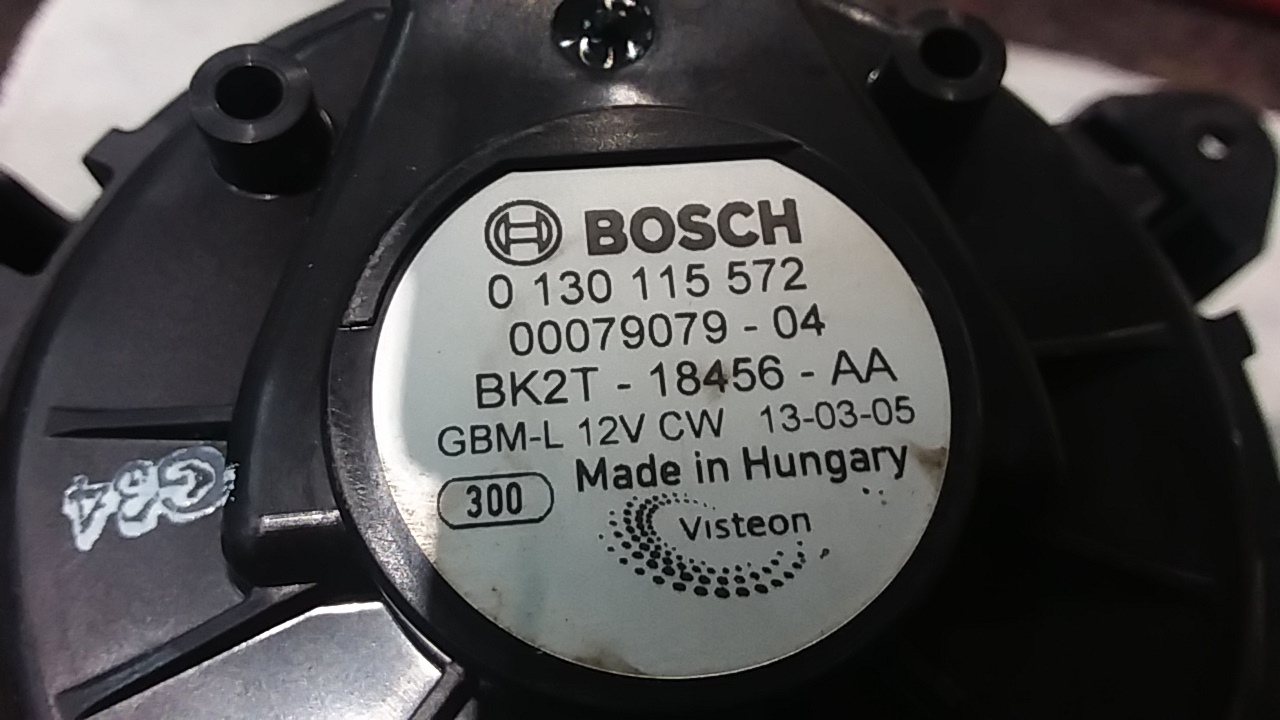 BOSCH
0 130 115 572
00079079 - 04
BK2T - 18456 - AA
GBM-L 12V CW 13-03-05
Made in Hungary
300
Visteon